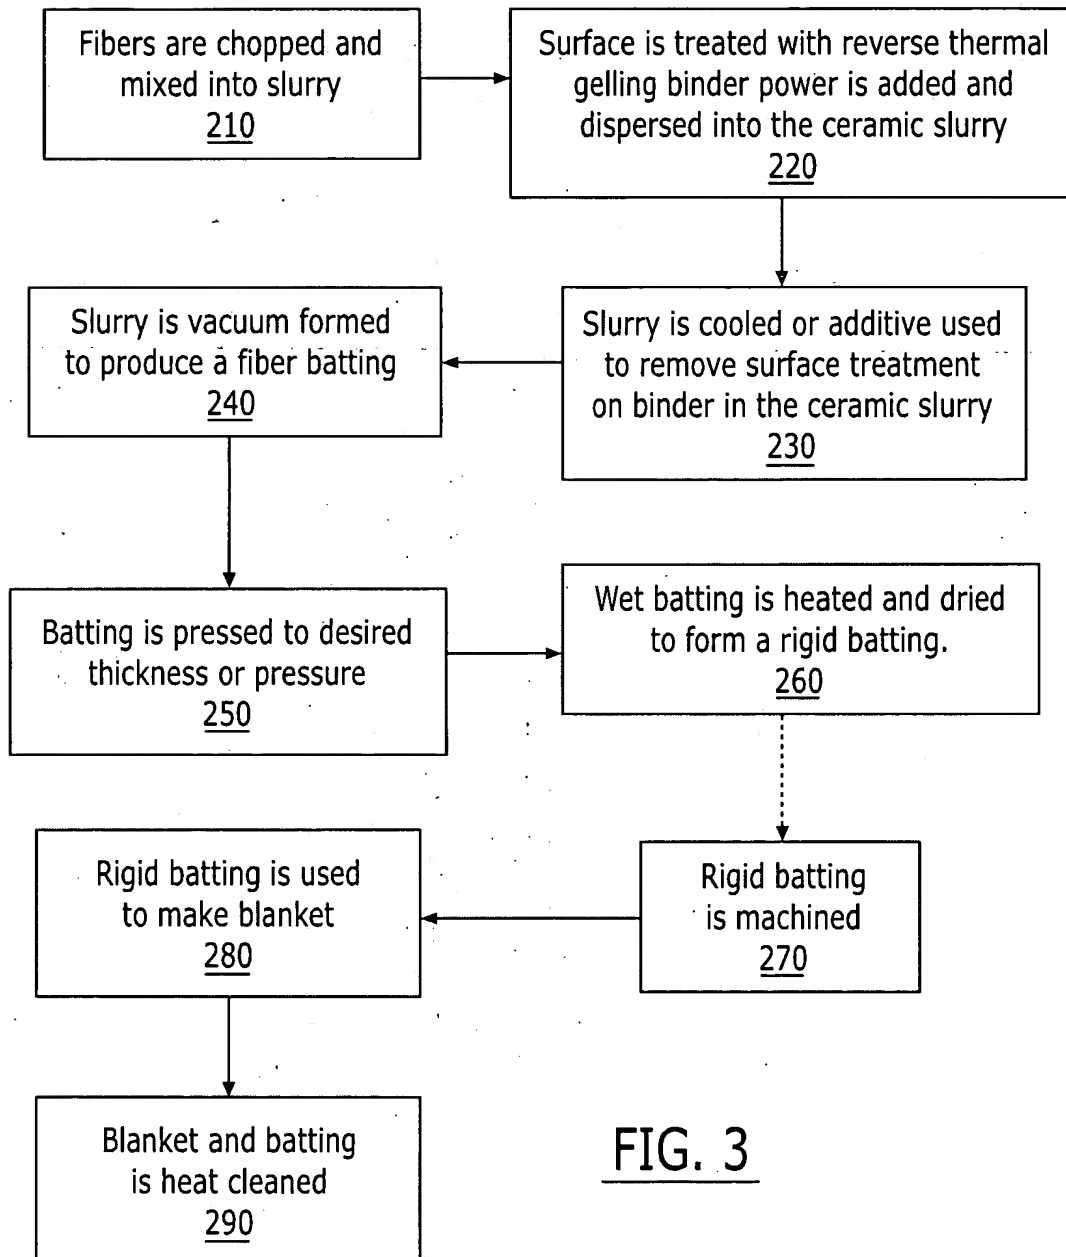 Fibers are chopped and
mixed into slurry
210
Surface is treated with reverse thermal
gelling binder power is added and
dispersed into the ceramic slurry
220
Slurry is cooled or additive used
to remove surface treatment
on binder in the ceramic slurry
230
Slurry is vacuum formed
to produce a fiber batting
240
Batting is pressed to desired
thickness or pressure
250
Wet batting is heated and dried
to form a rigid batting.
260
Rigid batting
is machined
270
Rigid batting is used
to make blanket
280
Blanket and batting
is heat cleaned
290
FIG. 3